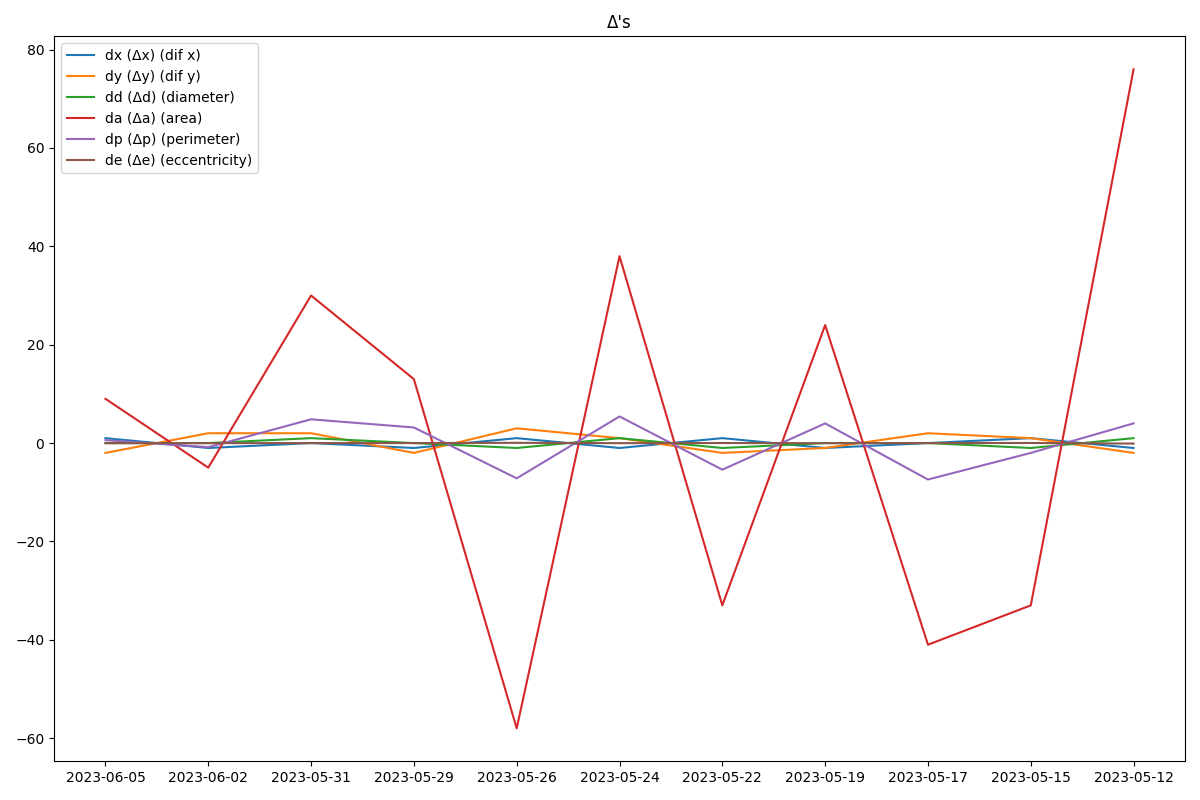 Δ's
dx (Δx) (dif x)
dy (Δy) (dif y)
dd (Δd) (diameter)
da (Δa) (area)
dp (Δp) (perimeter)
de (Δe) (eccentricity)
80
60
40
20
0
−20
−40
−60
2023-06-05 2023-06-02 2023-05-31 2023-05-29 2023-05-26 2023-05-24 2023-05-22 2023-05-19 2023-05-17 2023-05-15 2023-05-12